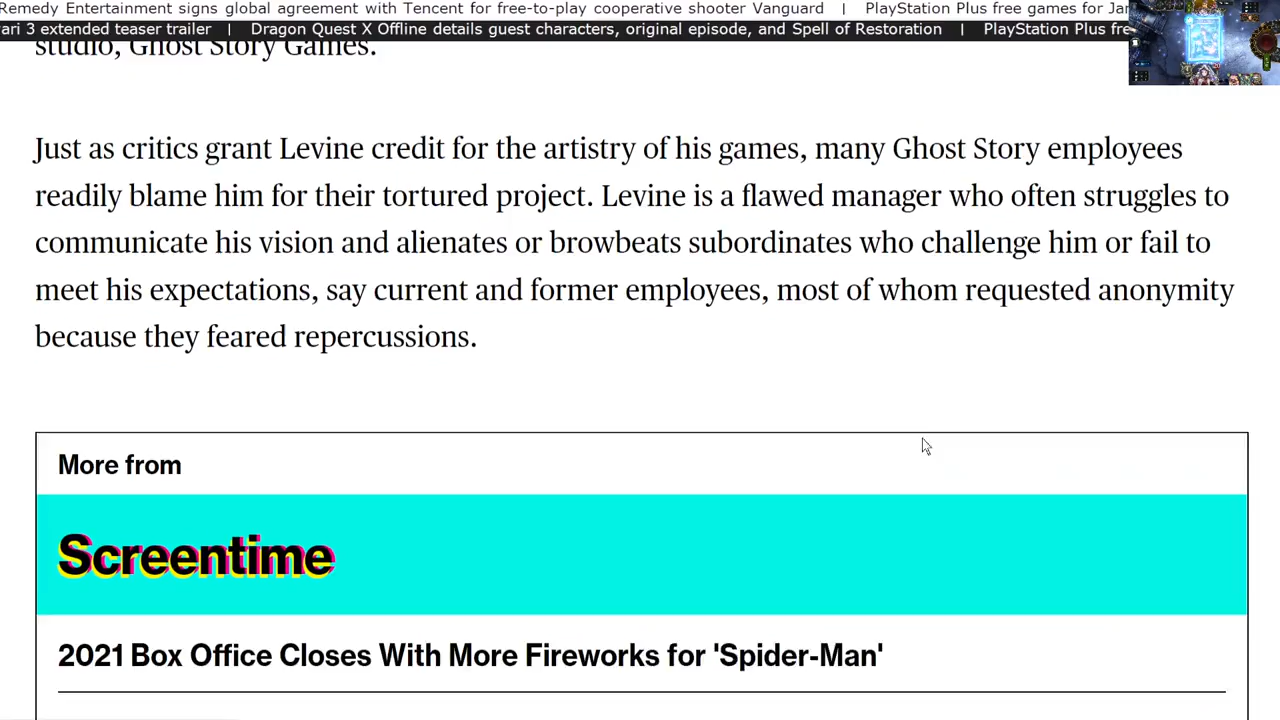 Remedy Entertainment signs global agreement with Tencent for free-to-play cooperative shooter Vanguard | PlayStation Plus free games for Jan
ari 3 extended teaser trailer | Dragon Quest X Offline details guest characters, original episode, and Spell of Restoration | PlayStation Plus fre
studio, Ghost Story Games.
Just as critics grant Levine credit for the artistry of his games, many Ghost Story employees
readily blame him for their tortured project. Levine is a flawed manager who often struggles to
communicate his vision and alienates or browbeats subordinates who challenge him or fail to
meet his expectations, say current and former employees, most of whom requested anonymity
because they feared repercussions.
More from
Screentime
2021 Box Office Closes With More Fireworks for 'Spider-Man'